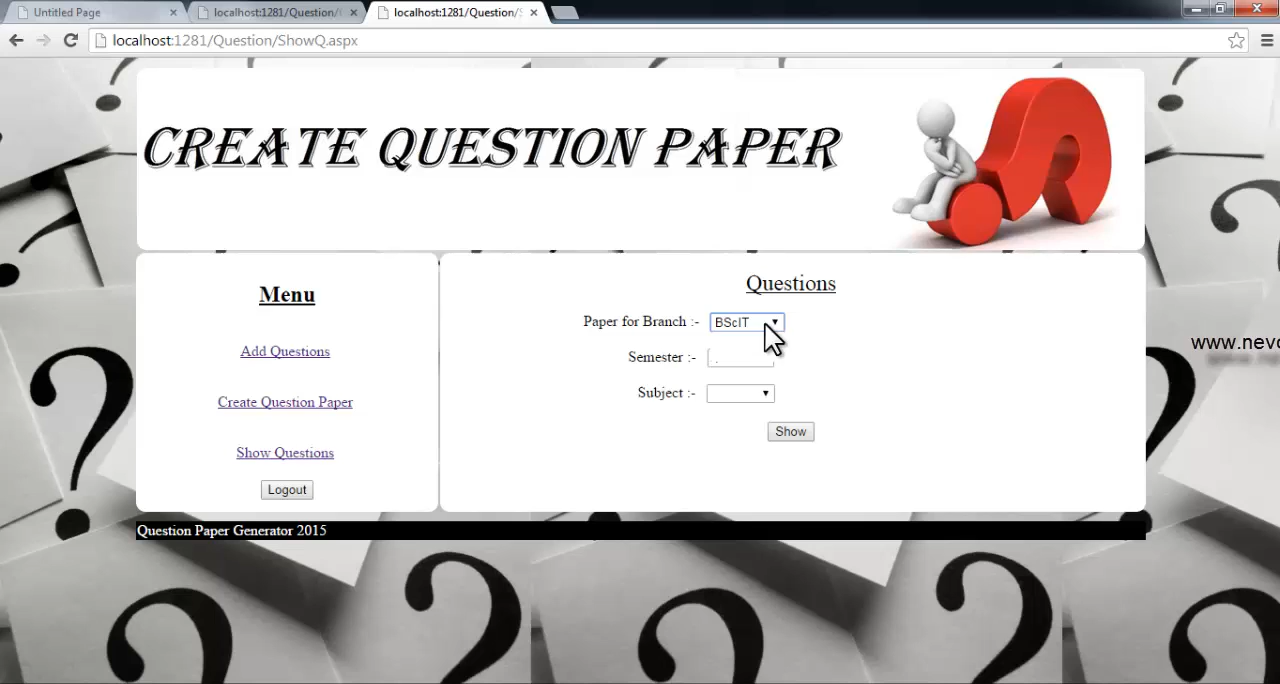 Untitled Page
localhost:1281/Question/
localhost:1281/Question/S
localhost:1281/Question/ShowQ.aspx
CREATE QUESTION PAPER
Menu
Add Questions
Create Question Paper
Show Questions
Logout
Questions
Paper for Branch :- BScIT
Semester :-
Subject :-
Show
www.nevo
Question Paper Generator 2015